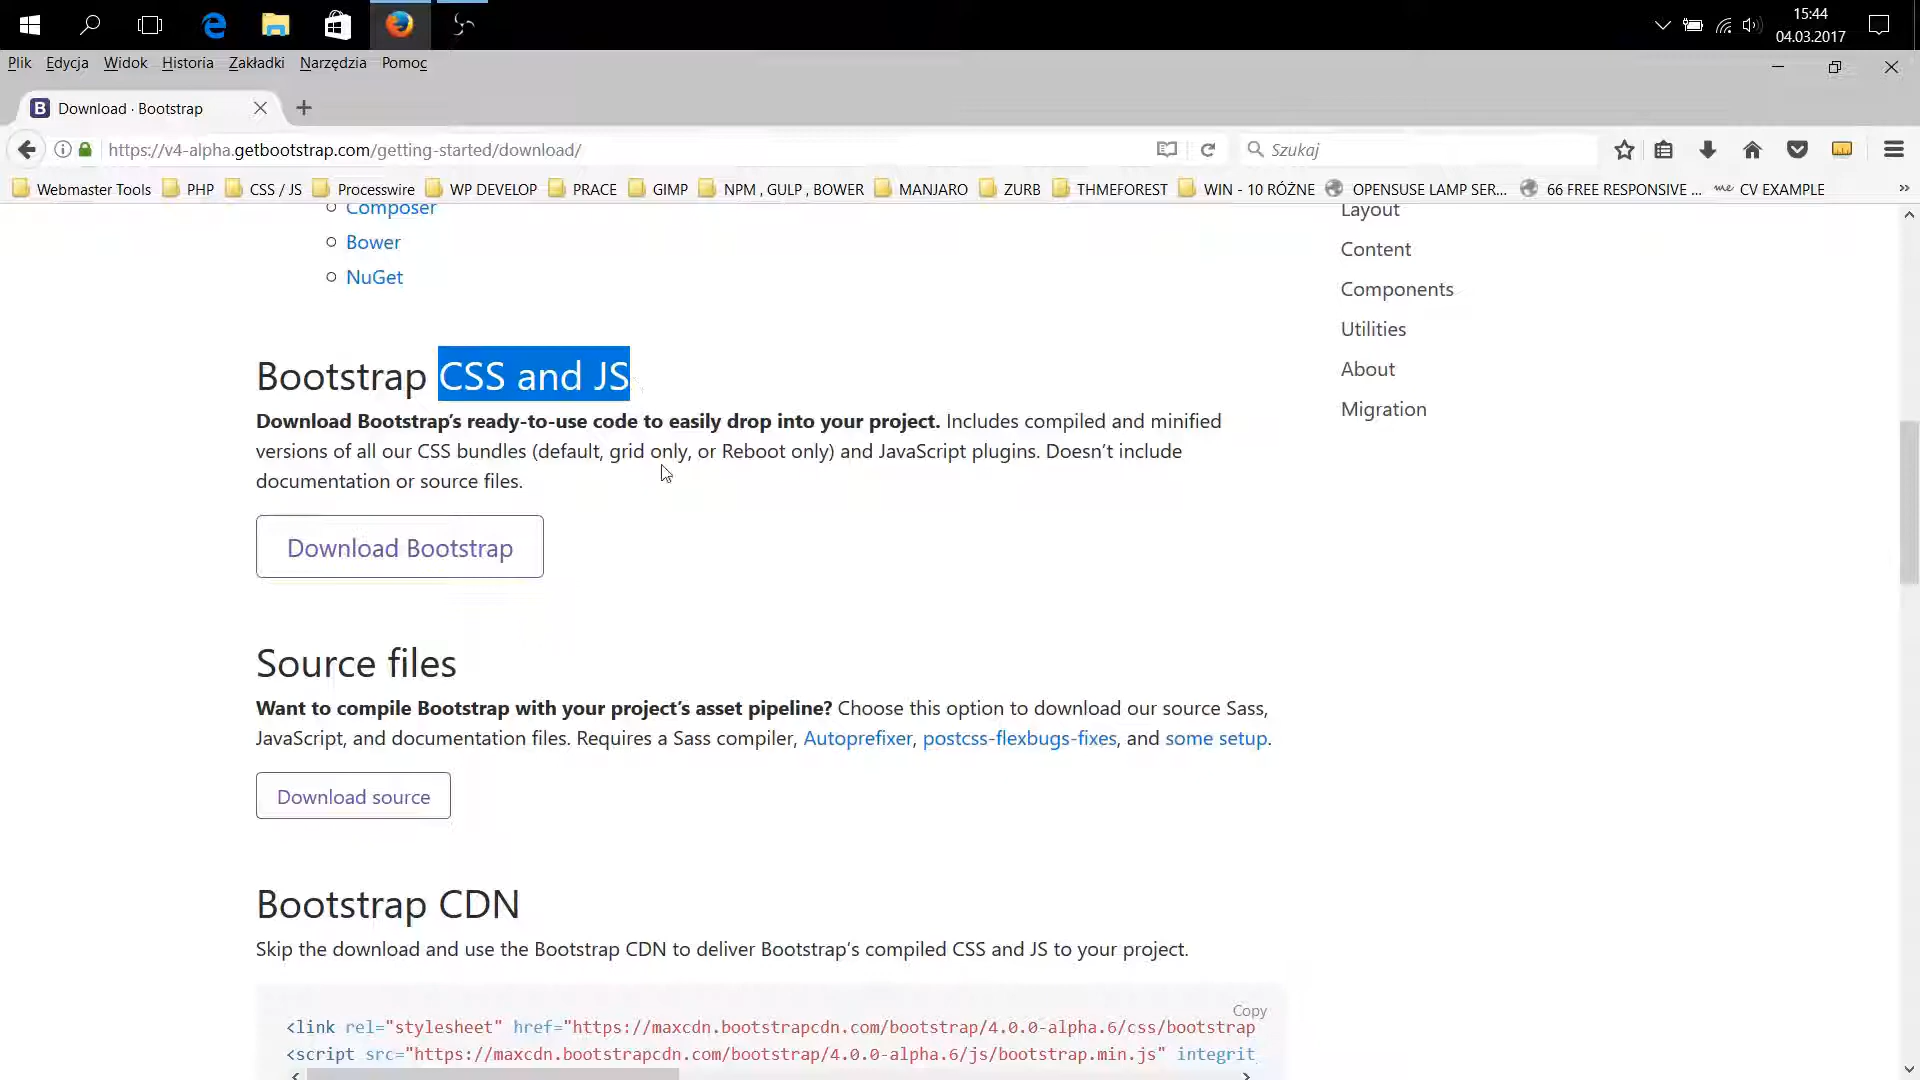 15:44
04.03.2017
Plik Edycja Widok Historia Zakładki Narzędzia Pomoc
B Download · Bootstrap
https://v4-alpha.getbootstrap.com/getting-started/download/
Szukaj
Webmaster Tools PHP CSS / JS Processwire WP DEVELOP PRACE GIMP NPM , GULP , BOWER MANJARO ZURB THMEFOREST WIN - 10 RÓŻNE OPENSUSE LAMP SER... 66 FREE RESPONSIVE ... me CV EXAMPLE »
Composer
Bower
NuGet
Layout
Content
Components
Utilities
About
Migration
Bootstrap CSS and JS
Download Bootstrap’s ready-to-use code to easily drop into your project. Includes compiled and minified
versions of all our CSS bundles (default, grid only, or Reboot only) and JavaScript plugins. Doesn’t include
documentation or source files.
Download Bootstrap
Source files
Want to compile Bootstrap with your project’s asset pipeline? Choose this option to download our source Sass,
JavaScript, and documentation files. Requires a Sass compiler, Autoprefixer, postcss-flexbugs-fixes, and some setup.
Download source
Bootstrap CDN
Skip the download and use the Bootstrap CDN to deliver Bootstrap’s compiled CSS and JS to your project.
Copy
<link rel="stylesheet" href="https://maxcdn.bootstrapcdn.com/bootstrap/4.0.0-alpha.6/css/bootstrap
<script src="https://maxcdn.bootstrapcdn.com/bootstrap/4.0.0-alpha.6/js/bootstrap.min.js" integrit